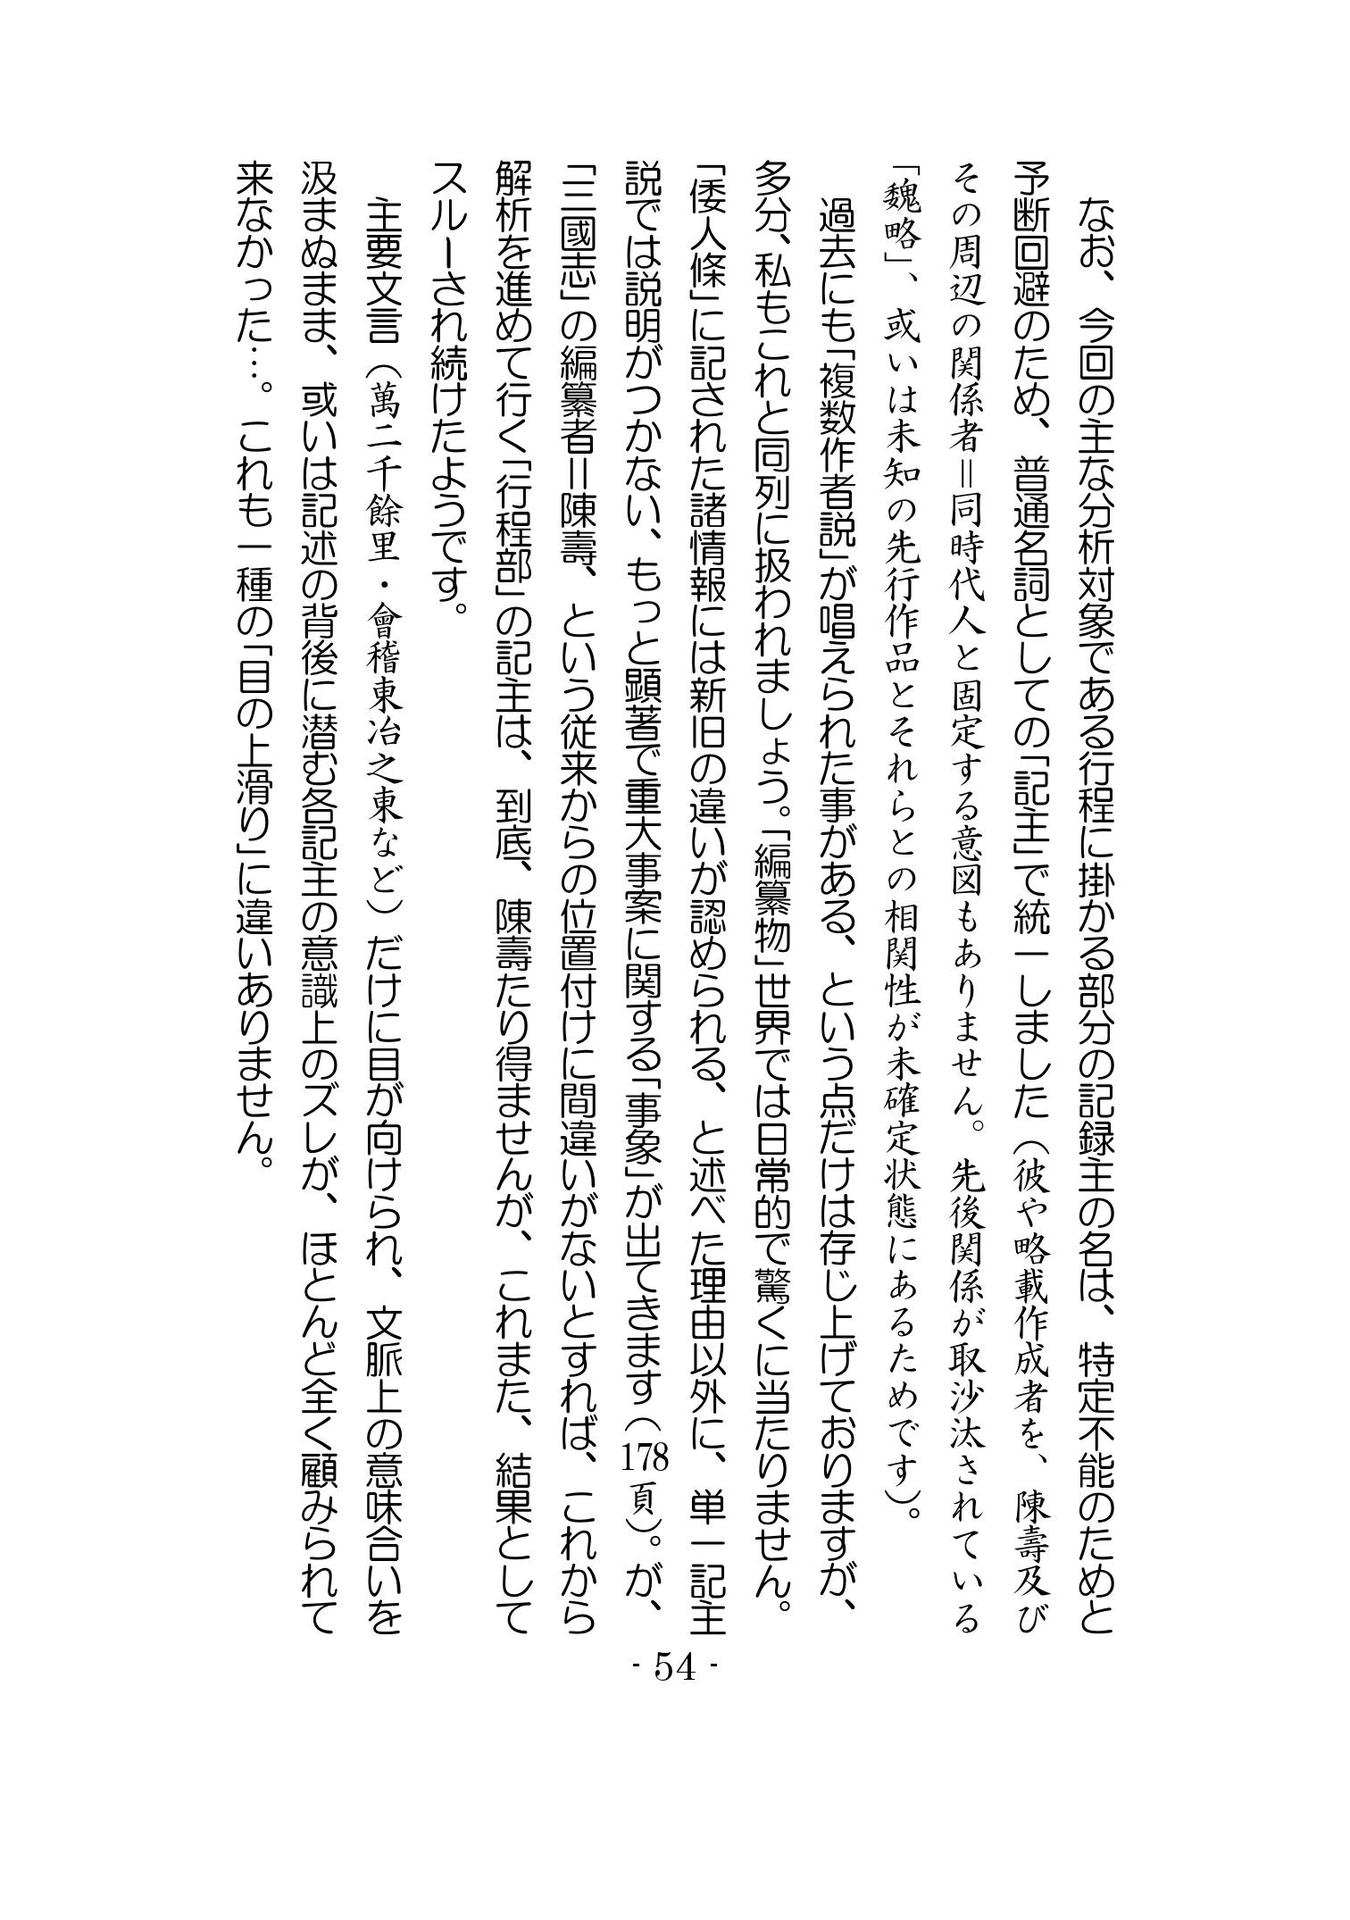 なお、今回の主な分析対象である行程に掛かる部分の記録主の名は、特定不能のためと
予断回避のため、普通名詞としての「記主」で統一しました（彼や略載作成者を、陳壽及び
その周辺の関係者＝同時代人と固定する意図もありません。先後関係が取沙汰されている
「魏略」、或いは未知の先行作品とそれらとの相関性が未確定状態にあるためです）。
過去にも「複数作者説」が唱えられた事がある、という点だけは存じ上げておりますが、
多分、私もこれと同列に扱われましょう。「編纂物」世界では日常的で驚くに当たりません。
「倭人條」に記された諸情報には新旧の違いが認められる、と述べた理由以外に、単一記主
説では説明がつかない、もっと顕著で重大事案に関する「事象」が出てきます（178頁）。が、
「三國志」の編纂者＝陳壽、という従来からの位置付けに間違いがないとすれば、これから
解析を進めて行く「行程部」の記主は、到底、陳壽たり得ませんが、これまた、結果として
スルーされ続けたようです。
主要文言（萬二千餘里・會稽東冶之東など）だけに目が向けられ、文脈上の意味合いを
汲まぬまま、或いは記述の背後に潜む各記主の意識上のズレが、ほとんど全く顧みられて
来なかった…。これも一種の「目の上滑り」に違いありません。
- 54 -